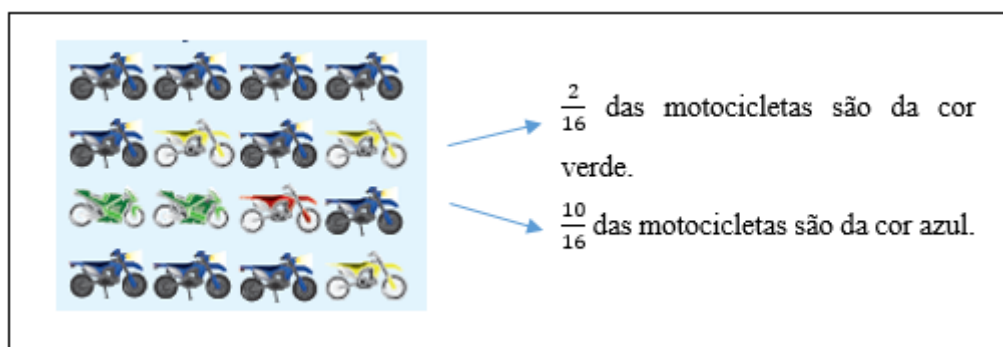 2/16 das motocicletas são da cor
verde.
10/16 das motocicletas são da cor azul.